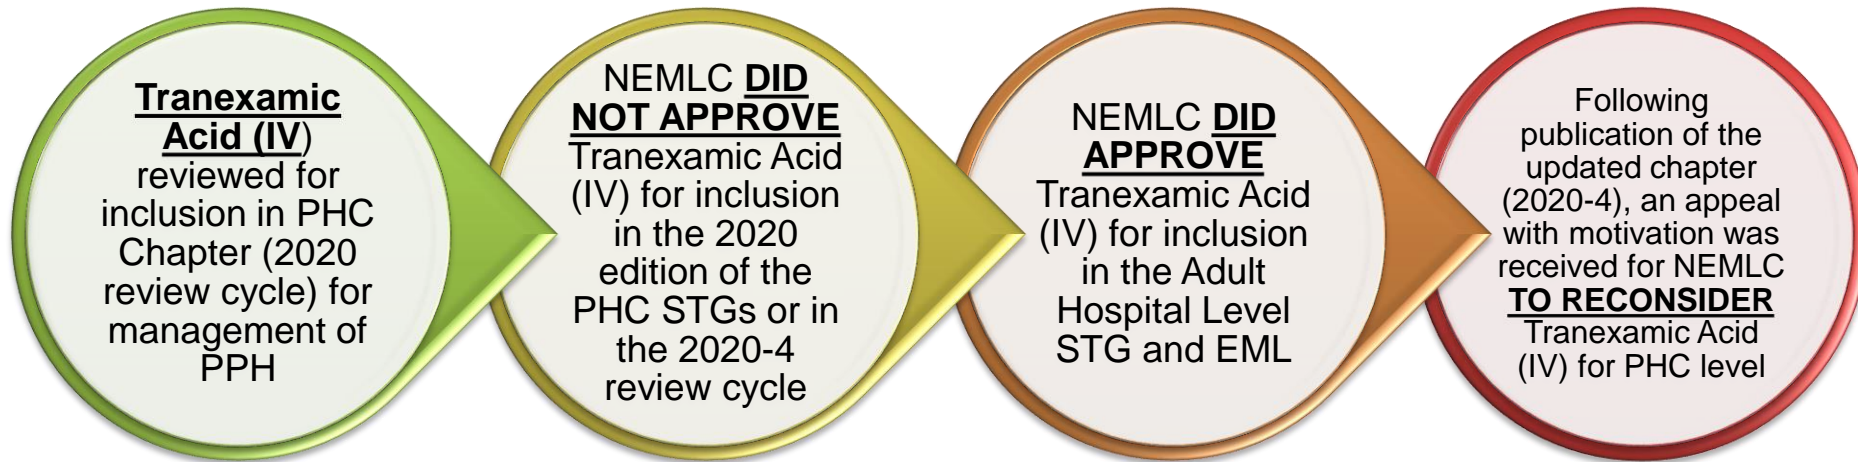 Tranexamic
Acid (IV)
reviewed for
inclusion in PHC
Chapter (2020
review cycle) for
management of
PPH
NEMLC DID
NOT APPROVE
Tranexamic Acid
(IV) for inclusion
in the 2020
edition of the
PHC STGs or in
the 2020-4
review cycle
NEMLC DID
APPROVE
Tranexamic Acid
(IV) for inclusion
in the Adult
Hospital Level
STG and EML
Following
publication of the
updated chapter
(2020-4), an appeal
with motivation was
received for NEMLC
TO RECONSIDER
Tranexamic Acid
(IV) for PHC level